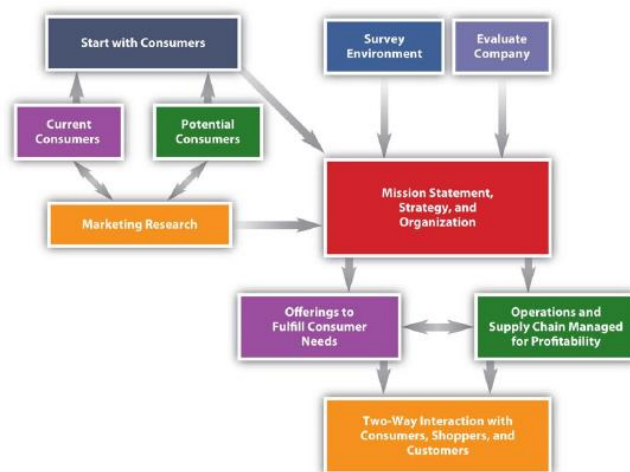 Start with Consumers
Survey
Environment
Evaluate
Company
Current
Consumers
Potential
Consumers
Marketing Research
Mission Statement,
Strategy, and
Organization
Offerings to
Fulfill Consumer
Needs
Operations and
Supply Chain Managed
for Profitability
Two-Way Interaction with
Consumers, Shoppers, and
Customers